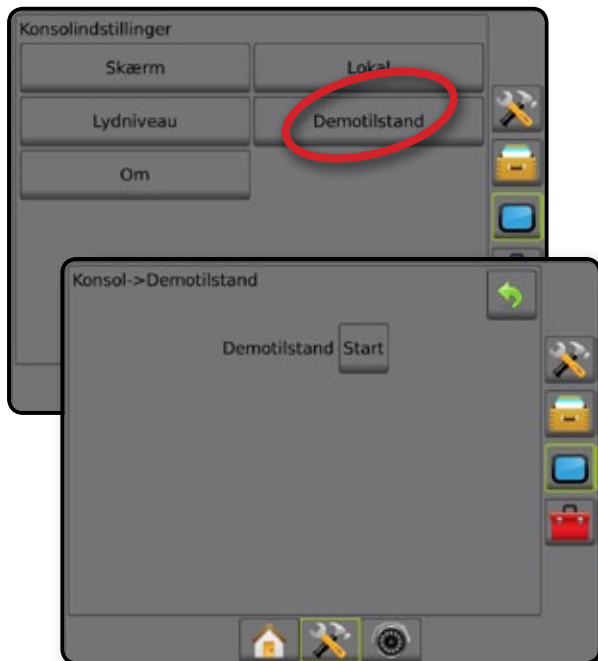 Konsolindstillinger
Skærm
Lokal
Lydniveau
Demotilstand
Om
Konsol->Demotilstand
Demotilstand Start